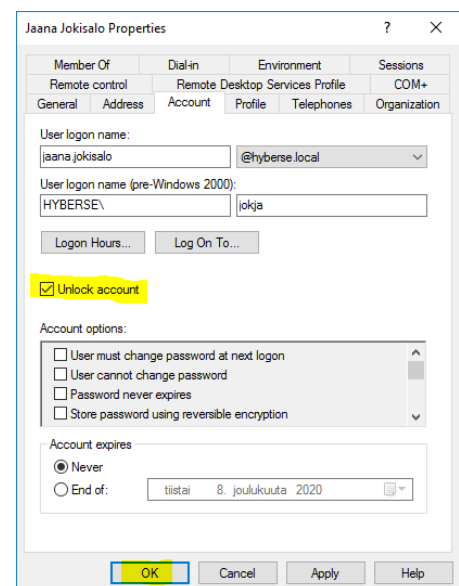 Jaana Jokisalo Properties ? ×
Member Of Dial-in Environment Sessions
Remote control Remote Desktop Services Profile COM+
General Address Account Profile Telephones Organization
User logon name:
jaana.jokisalo @hyberse.local
User logon name (pre-Windows 2000):
HYBERSE\ jokja
Logon Hours... Log On To...
Unlock account
Account options:
User must change password at next logon
User cannot change password
Password never expires
Store password using reversible encryption
Account expires
Never
End of: tiistai 8. joulukuuta 2020
OK Cancel Apply Help